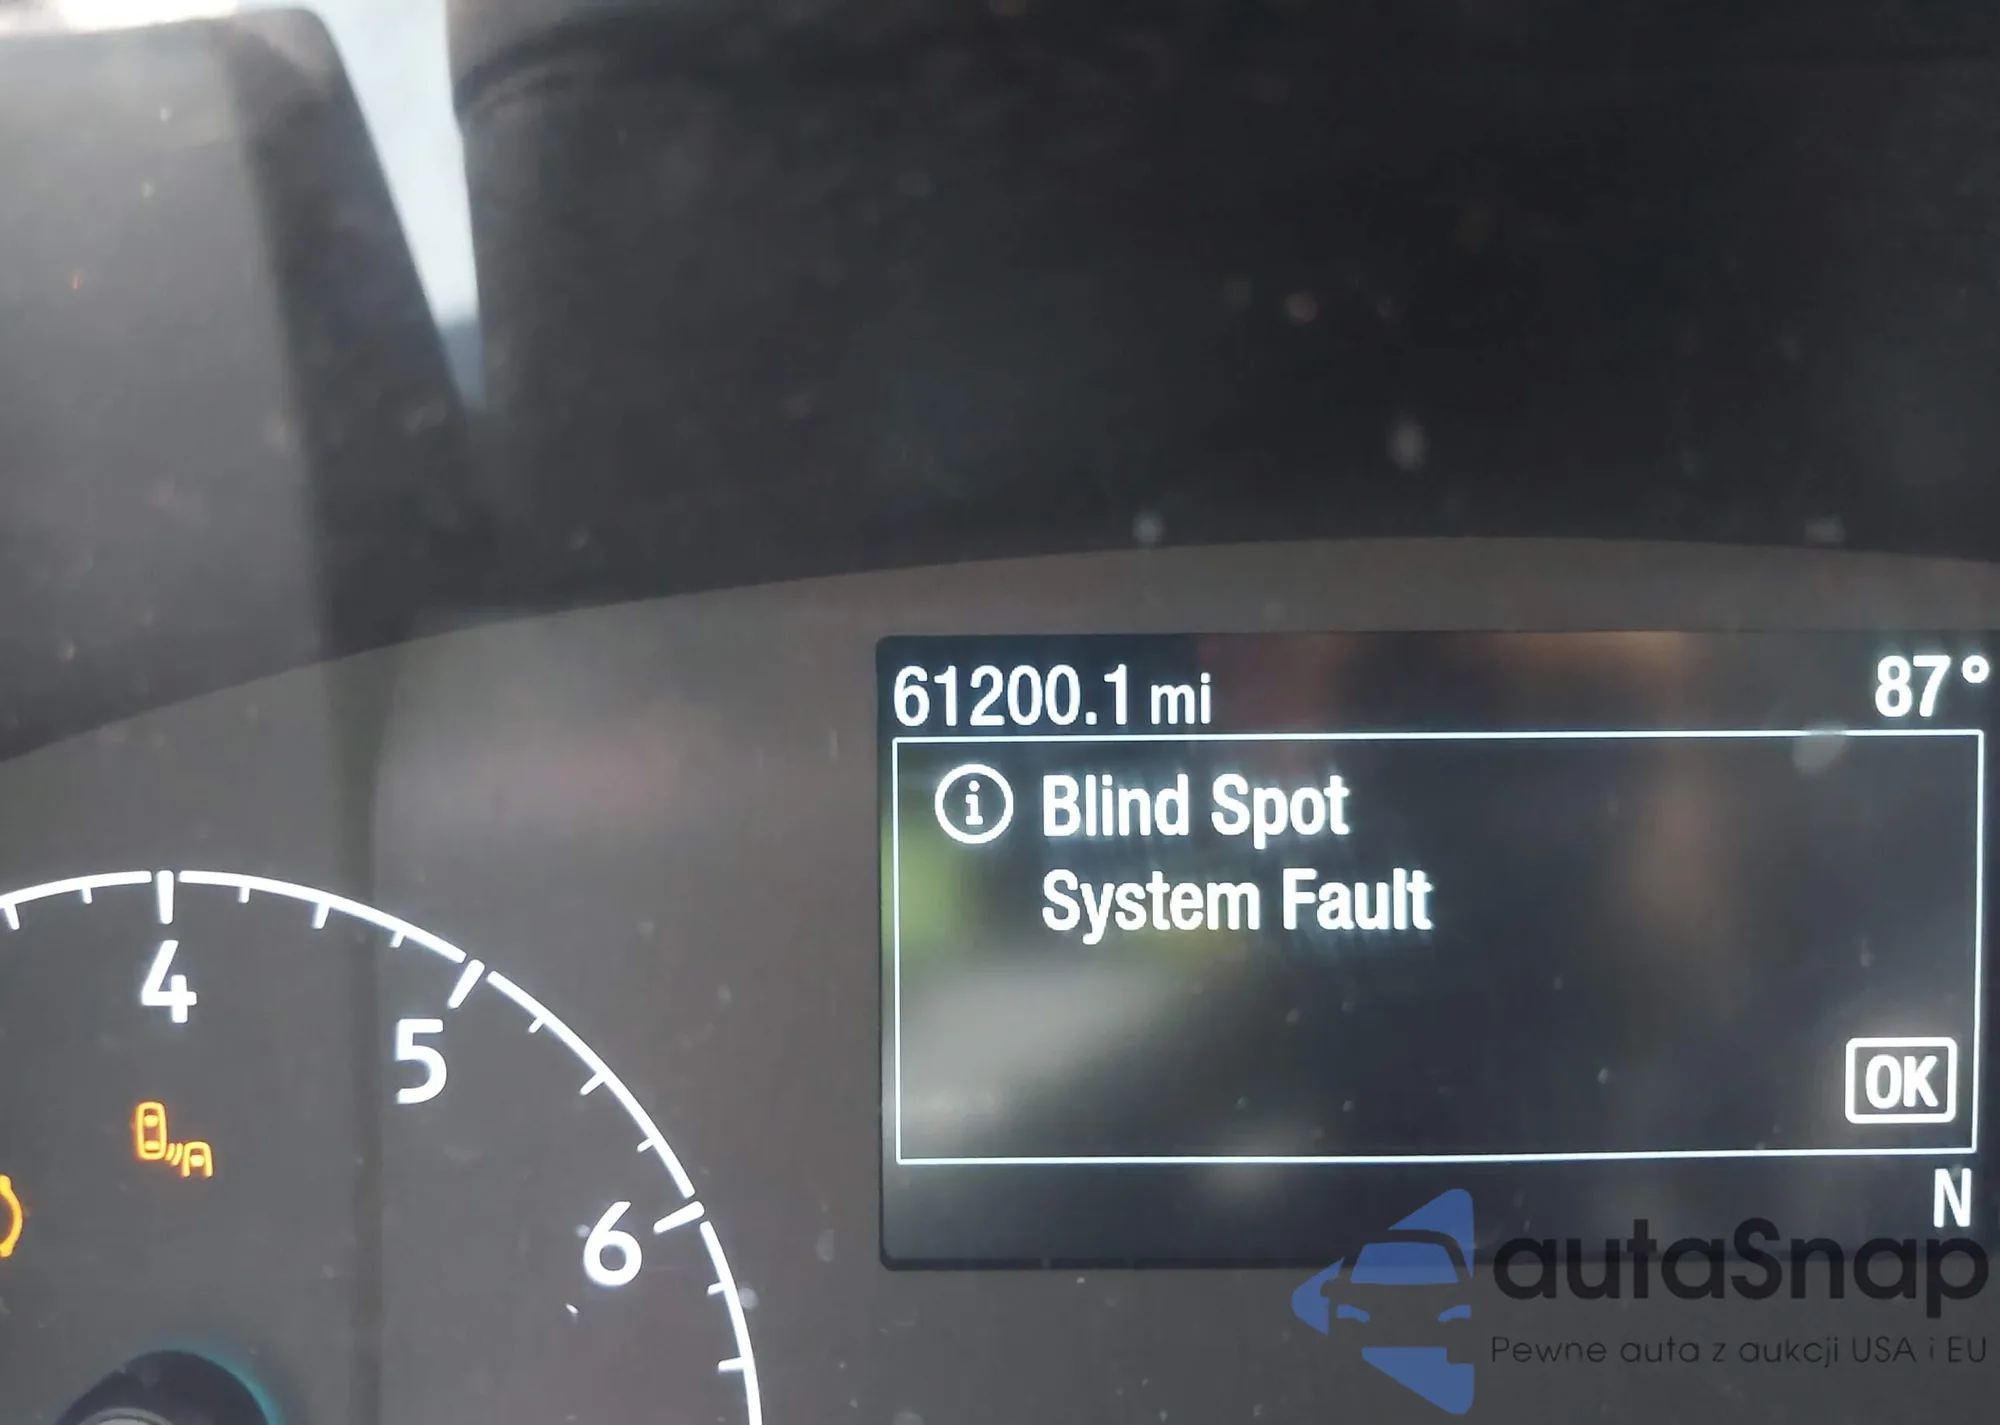 61200.1 mi 87°
i Blind Spot
System Fault
OK
N
4
5
6
autaSnap
Pewne auta z aukcji USA i EU